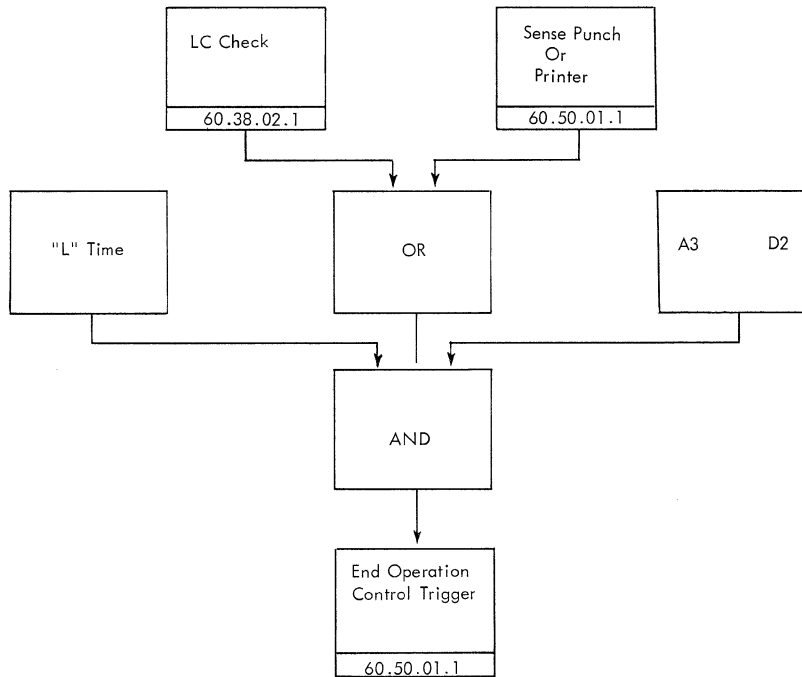 LC Check
60.38.02.1
Sense Punch
Or
Printer
60.50.01.1
"L" Time
OR
A3 D2
AND
End Operation
Control Trigger
60.50.01.1